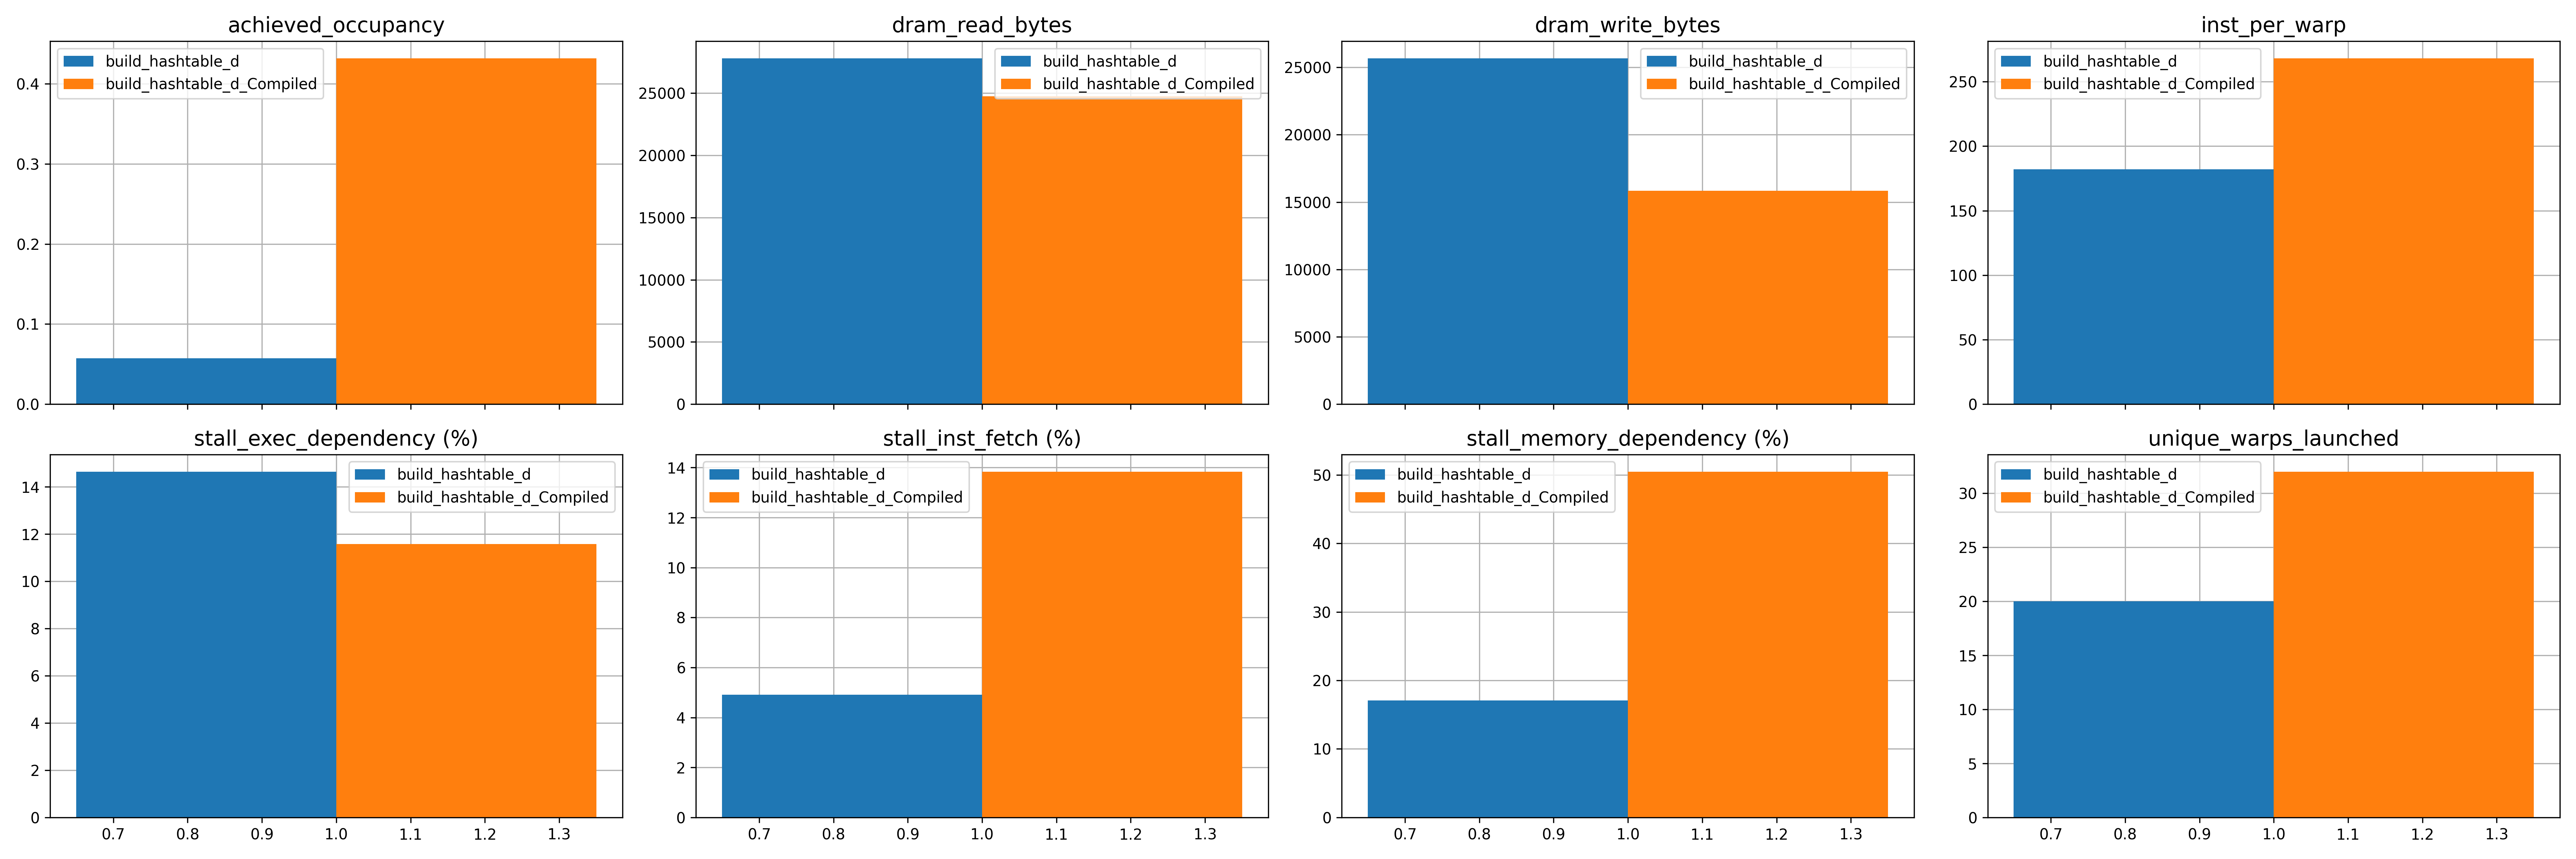 achieved_occupancy
build_hashtable_d
build_hashtable_d_Compiled
0.4
0.3
0.2
0.1
0.0
dram_read_bytes
build_hashtable_d
build_hashtable_d_Compiled
25000
20000
15000
10000
5000
0
dram_write_bytes
build_hashtable_d
build_hashtable_d_Compiled
25000
20000
15000
10000
5000
0
inst_per_warp
build_hashtable_d
build_hashtable_d_Compiled
250
200
150
100
50
0
stall_exec_dependency (%)
build_hashtable_d
build_hashtable_d_Compiled
14
12
10
8
6
4
2
0
0.7 0.8 0.9 1.0 1.1 1.2 1.3
stall_inst_fetch (%)
build_hashtable_d
build_hashtable_d_Compiled
14
12
10
8
6
4
2
0
0.7 0.8 0.9 1.0 1.1 1.2 1.3
stall_memory_dependency (%)
build_hashtable_d
build_hashtable_d_Compiled
50
40
30
20
10
0
0.7 0.8 0.9 1.0 1.1 1.2 1.3
unique_warps_launched
build_hashtable_d
build_hashtable_d_Compiled
30
25
20
15
10
5
0
0.7 0.8 0.9 1.0 1.1 1.2 1.3